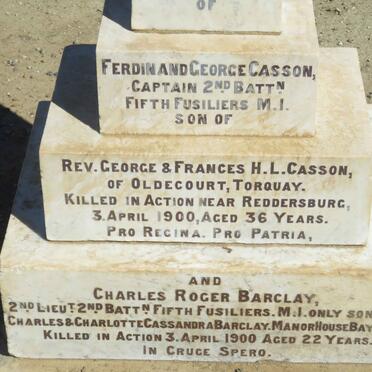 OF
FERDINAND GEORGE CASSON,
CAPTAIN 2ND BATTN
FIFTH FUSILIERS M.I.
SON OF
REV. GEORGE & FRANCES H.L. CASSON,
OF OLDECOURT, TORQUAY.
KILLED IN ACTION NEAR REDDERSBURG,
3. APRIL 1900, AGED 36 YEARS.
PRO REGINA. PRO PATRIA,
AND
CHARLES ROGER BARCLAY,
2ND LIEUT. 2ND BATTN FIFTH FUSILIERS. M.I. ONLY SON
CHARLES & CHARLOTTE CASSANDRA BARCLAY. MANOR HOUSE BAY
KILLED IN ACTION 3. APRIL 1900 AGED 22 YEARS.
IN CRUCE SPERO.